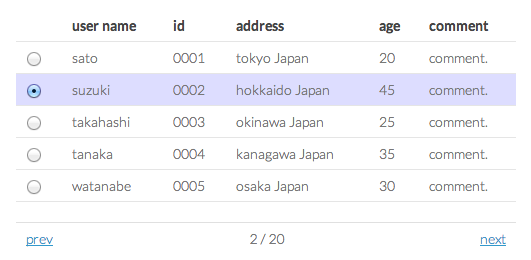 user name id address age comment
sato 0001 tokyo Japan 20 comment.
suzuki 0002 hokkaido Japan 45 comment.
takahashi 0003 okinawa Japan 25 comment.
tanaka 0004 kanagawa Japan 35 comment.
watanabe 0005 osaka Japan 30 comment.
prev 2 / 20 next